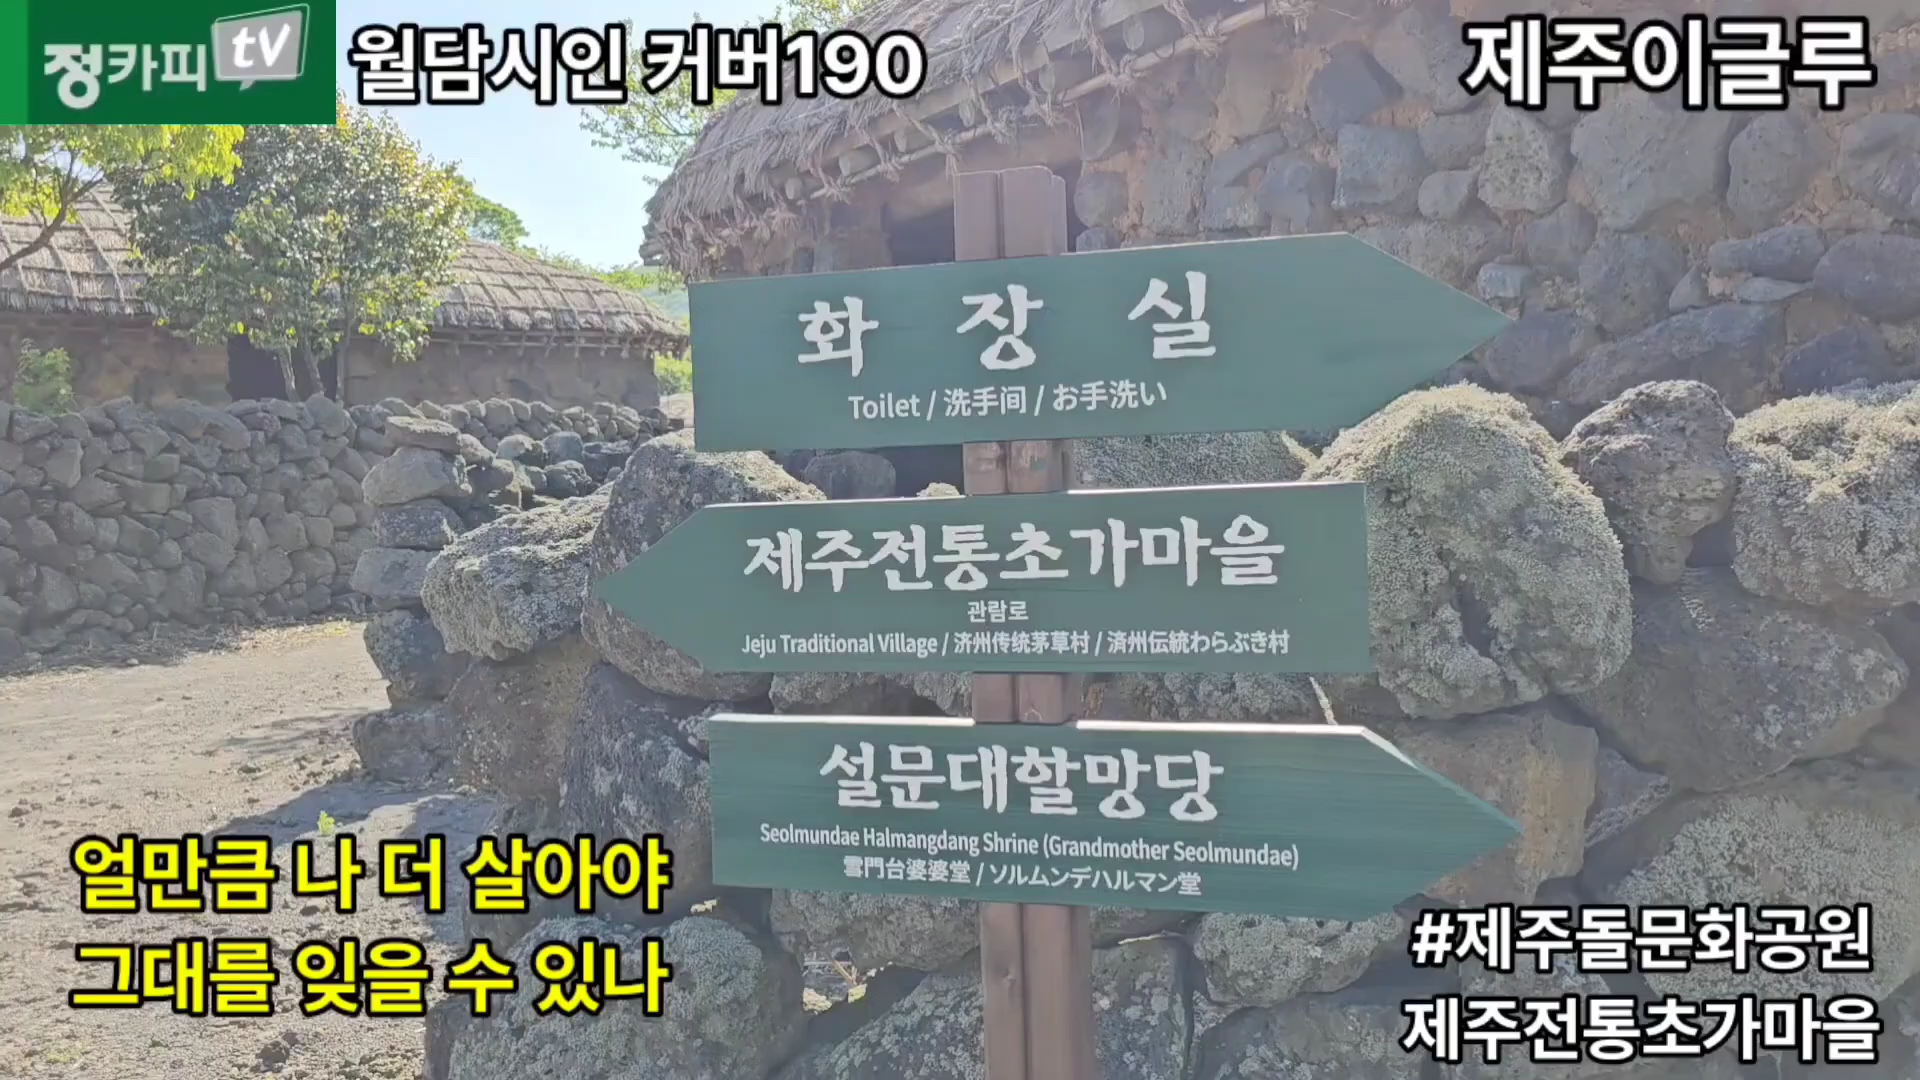 정카피 tv
월담시인 커버190
제주이글루
화 장 실
Toilet / 洗手间 / お手洗い
제주전통초가마을
관람로
Jeju Traditional Village / 济州传统茅草村 / 済州伝統わらぶき村
설문대할망당
Seolmundae Halmangdang Shrine (Grandmother Seolmundae)
雪門台婆婆堂 / ソルムンデハルマン堂
얼만큼 나 더 살아야
그대를 잊을 수 있나
#제주돌문화공원
제주전통초가마을